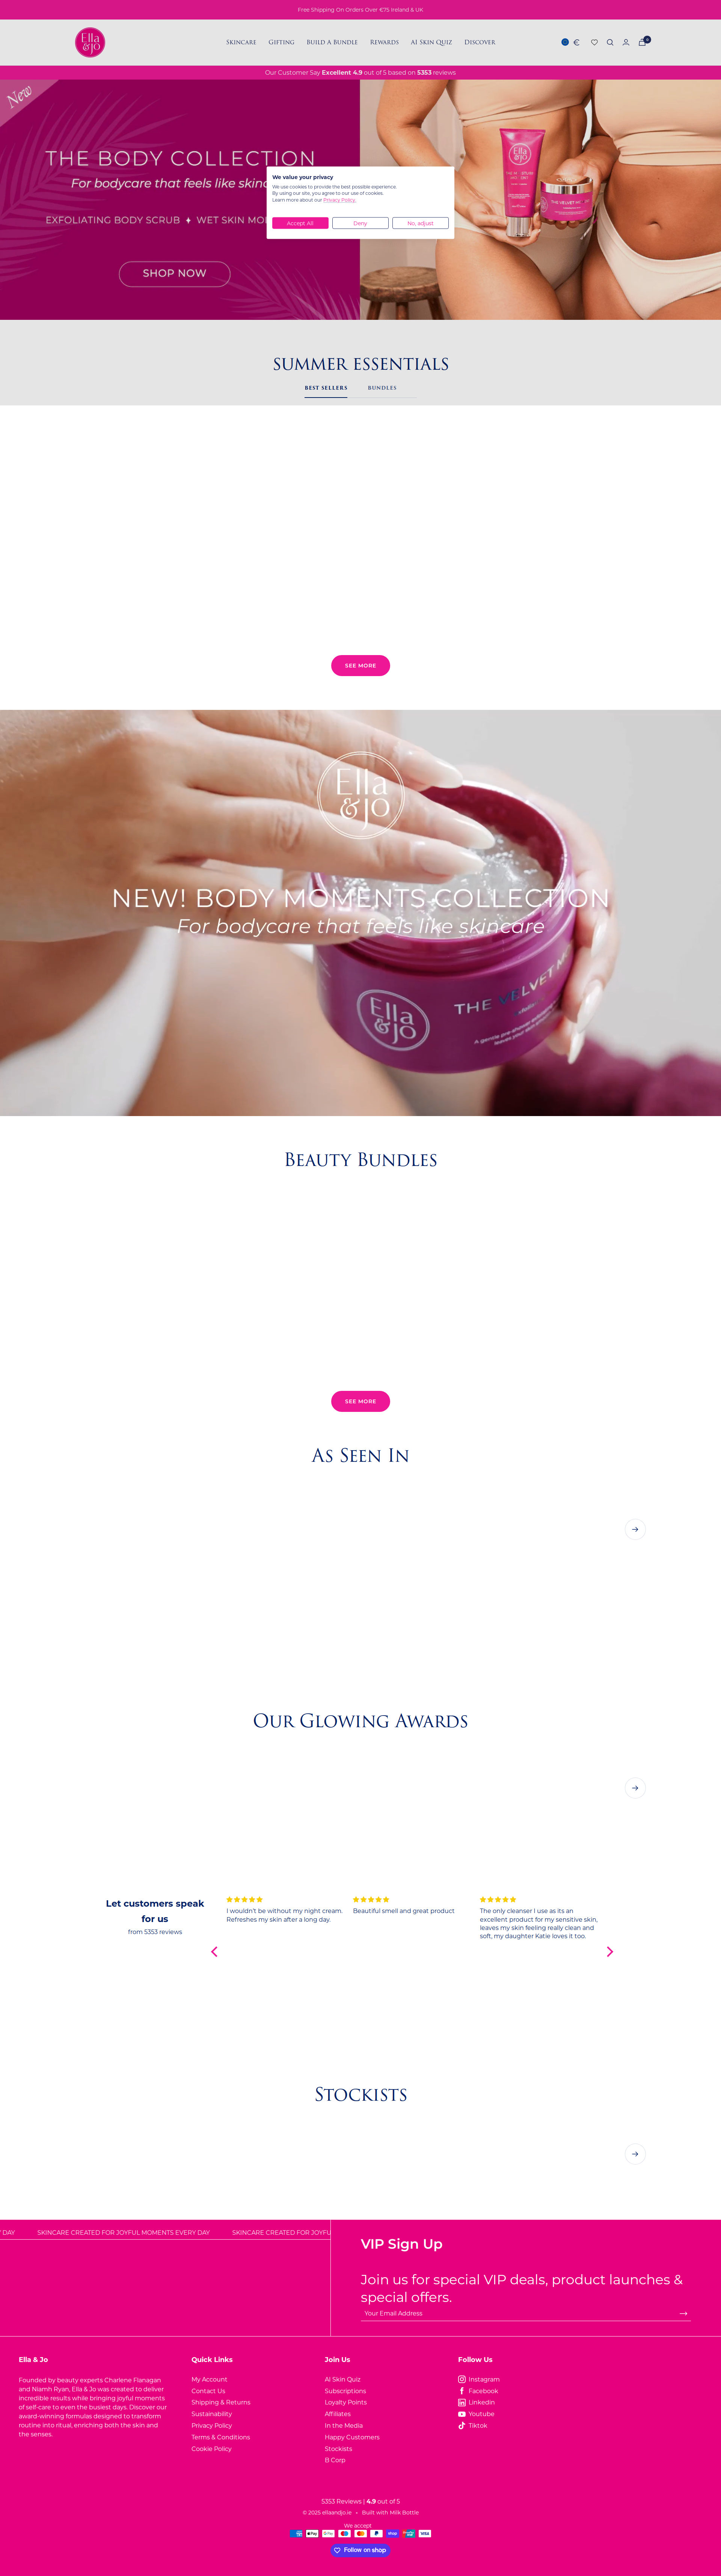 Free Shipping On Orders Over €75 Ireland & UK
Ella
&jo
Skincare
Gifting
Build A Bundle
Rewards
AI Skin Quiz
Discover
€
0
Our Customer Say Excellent 4.9 out of 5 based on 5353 reviews
New
THE BODY COLLECTION
For bodycare that feels like skincare
EXFOLIATING BODY SCRUB ✦ WET SKIN MO
SHOP NOW
We value your privacy
We use cookies to provide the best possible experience.
By using our site, you agree to our use of cookies.
Learn more about our Privacy Policy.
Accept All
Deny
No, adjust
SUMMER ESSENTIALS
BEST SELLERS
BUNDLES
SEE MORE
Ella
&jo
NEW! BODY MOMENTS COLLECTION
For bodycare that feels like skincare
Ella
&jo
THE VELVET M
Beauty Bundles
SEE MORE
As Seen In
Our Glowing Awards
Let customers speak
for us
from 5353 reviews
I wouldn't be without my night cream.
Refreshes my skin after a long day.
Beautiful smell and great product
The only cleanser I use as its an
excellent product for my sensitive skin,
leaves my skin feeling really clean and
soft, my daughter Katie loves it too.
Stockists
DAY
SKINCARE CREATED FOR JOYFUL MOMENTS EVERY DAY
SKINCARE CREATED FOR JOYFU
VIP Sign Up
Join us for special VIP deals, product launches &
special offers.
Your Email Address
Ella & Jo
Founded by beauty experts Charlene Flanagan
and Niamh Ryan, Ella & Jo was created to deliver
incredible results while bringing joyful moments
of self-care to even the busiest days. Discover our
award-winning formulas designed to transform
routine into ritual, enriching both the skin and
the senses.
Quick Links
My Account
Contact Us
Shipping & Returns
Sustainability
Privacy Policy
Terms & Conditions
Cookie Policy
Join Us
AI Skin Quiz
Subscriptions
Loyalty Points
Affiliates
In the Media
Happy Customers
Stockists
B Corp
Follow Us
Instagram
Facebook
Linkedin
Youtube
Tiktok
5353 Reviews | 4.9 out of 5
© 2025 ellaandjo.ie • Built with Milk Bottle
We accept
Follow on shop